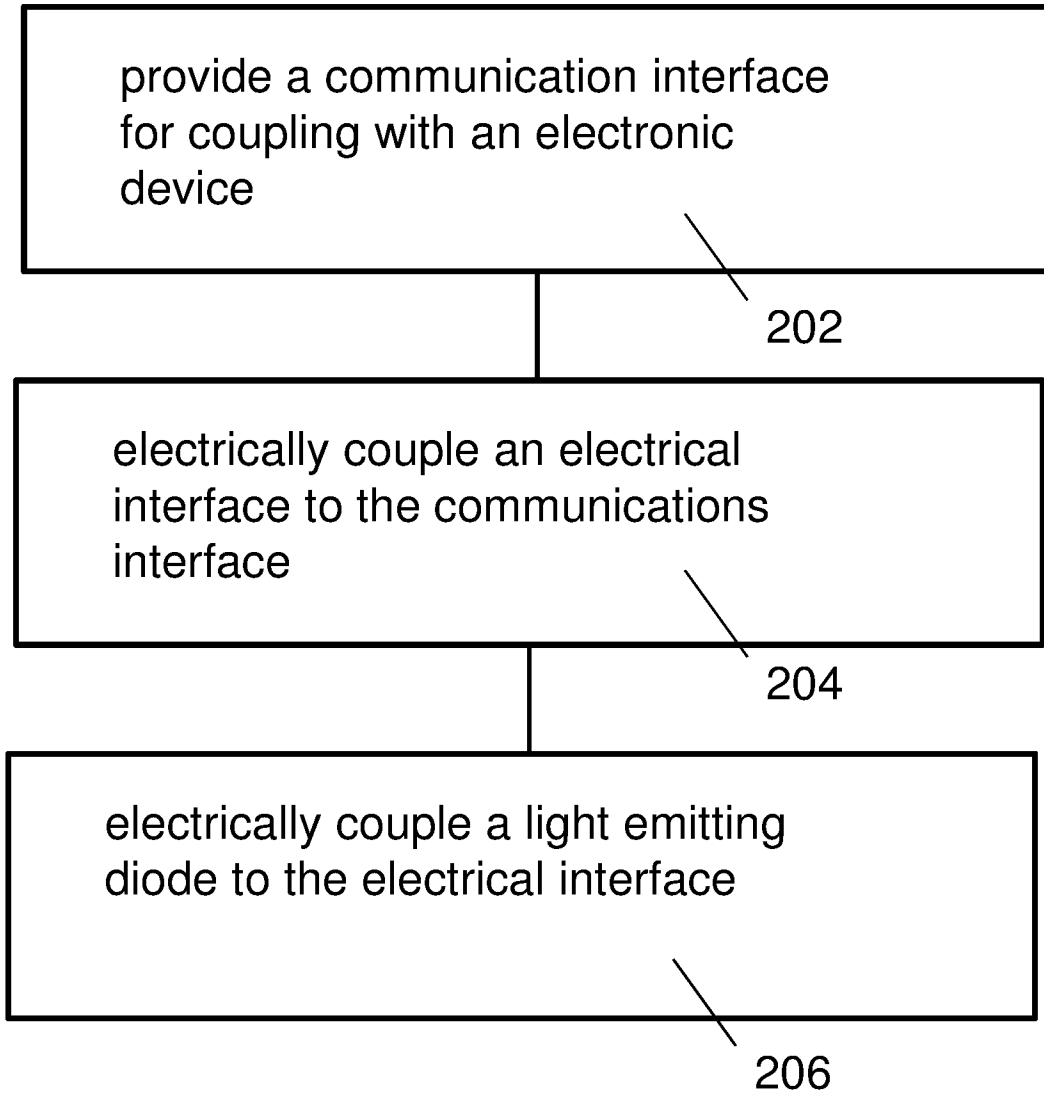 provide a communication interface
for coupling with an electronic
device
202
electrically couple an electrical
interface to the communications
interface
204
electrically couple a light emitting
diode to the electrical interface
206